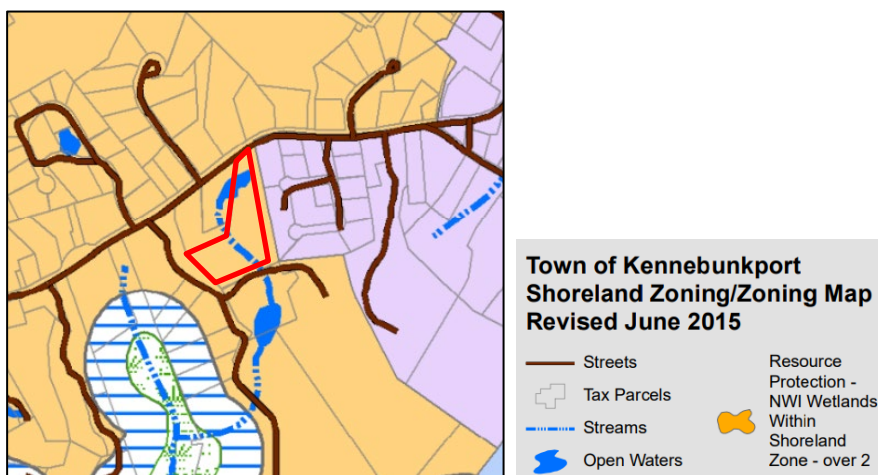 Town of Kennebunkport
Shoreland Zoning/Zoning Map
Revised June 2015
Streets
Tax Parcels
Streams
Open Waters
Resource
Protection -
NWI Wetlands
Within
Shoreland
Zone - over 2